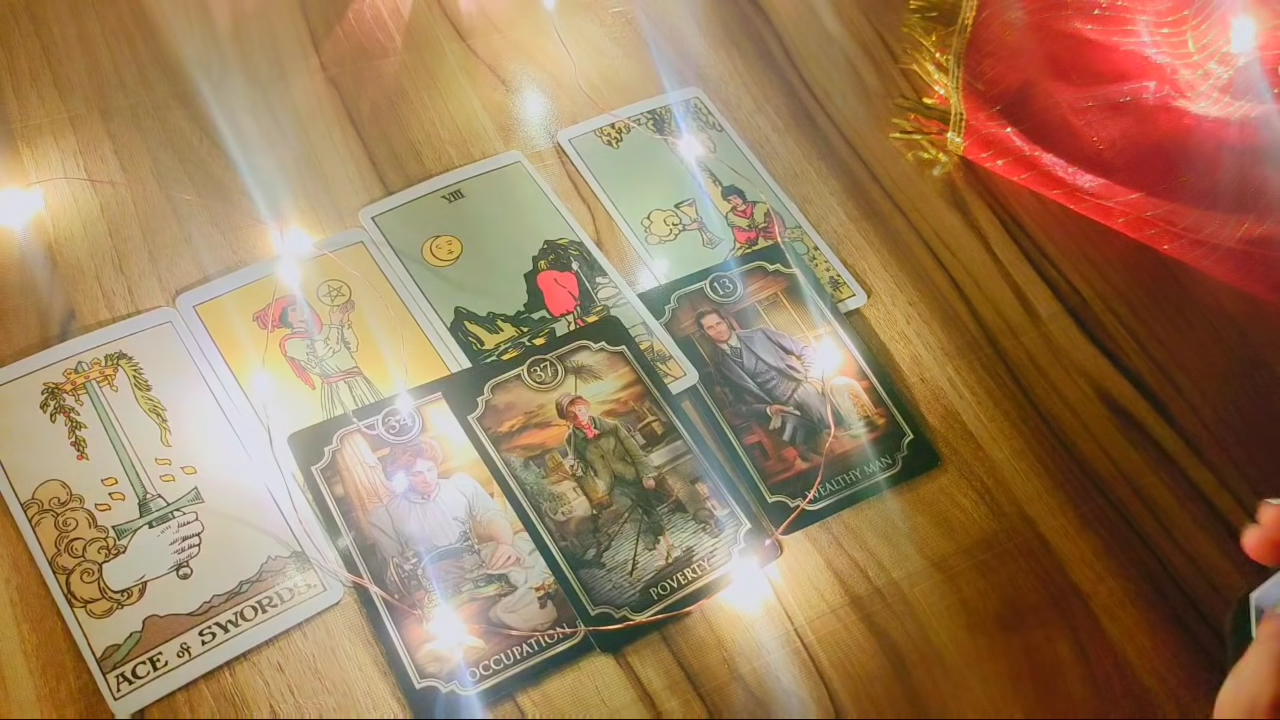 VIII
13
37
34
WEALTHY MAN
POVERTY
OCCUPATION
ACE of SWORDS.